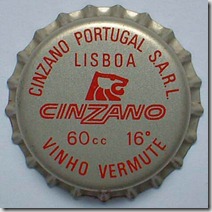 CINZANO PORTUGAL S.A.R.L.
LISBOA
CINZANO
60cc 16°
VINHO VERMUTE